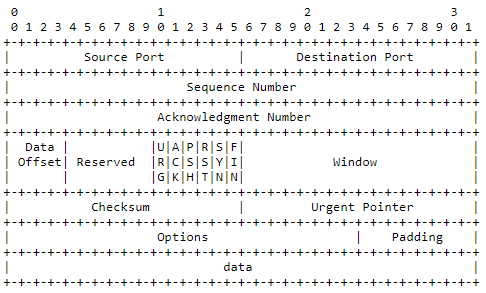 0                   1                   2                   3
 0 1 2 3 4 5 6 7 8 9 0 1 2 3 4 5 6 7 8 9 0 1 2 3 4 5 6 7 8 9 0 1
+-+-+-+-+-+-+-+-+-+-+-+-+-+-+-+-+-+-+-+-+-+-+-+-+-+-+-+-+-+-+-+-+
|          Source Port          |       Destination Port        |
+-+-+-+-+-+-+-+-+-+-+-+-+-+-+-+-+-+-+-+-+-+-+-+-+-+-+-+-+-+-+-+-+
|                        Sequence Number                        |
+-+-+-+-+-+-+-+-+-+-+-+-+-+-+-+-+-+-+-+-+-+-+-+-+-+-+-+-+-+-+-+-+
|                    Acknowledgment Number                      |
+-+-+-+-+-+-+-+-+-+-+-+-+-+-+-+-+-+-+-+-+-+-+-+-+-+-+-+-+-+-+-+-+
|  Data |           |U|A|P|R|S|F|                               |
| Offset| Reserved  |R|C|S|S|Y|I|            Window             |
|       |           |G|K|H|T|N|N|                               |
+-+-+-+-+-+-+-+-+-+-+-+-+-+-+-+-+-+-+-+-+-+-+-+-+-+-+-+-+-+-+-+-+
|           Checksum            |         Urgent Pointer        |
+-+-+-+-+-+-+-+-+-+-+-+-+-+-+-+-+-+-+-+-+-+-+-+-+-+-+-+-+-+-+-+-+
|                    Options                    |    Padding    |
+-+-+-+-+-+-+-+-+-+-+-+-+-+-+-+-+-+-+-+-+-+-+-+-+-+-+-+-+-+-+-+-+
|                             data                              |
+-+-+-+-+-+-+-+-+-+-+-+-+-+-+-+-+-+-+-+-+-+-+-+-+-+-+-+-+-+-+-+-+